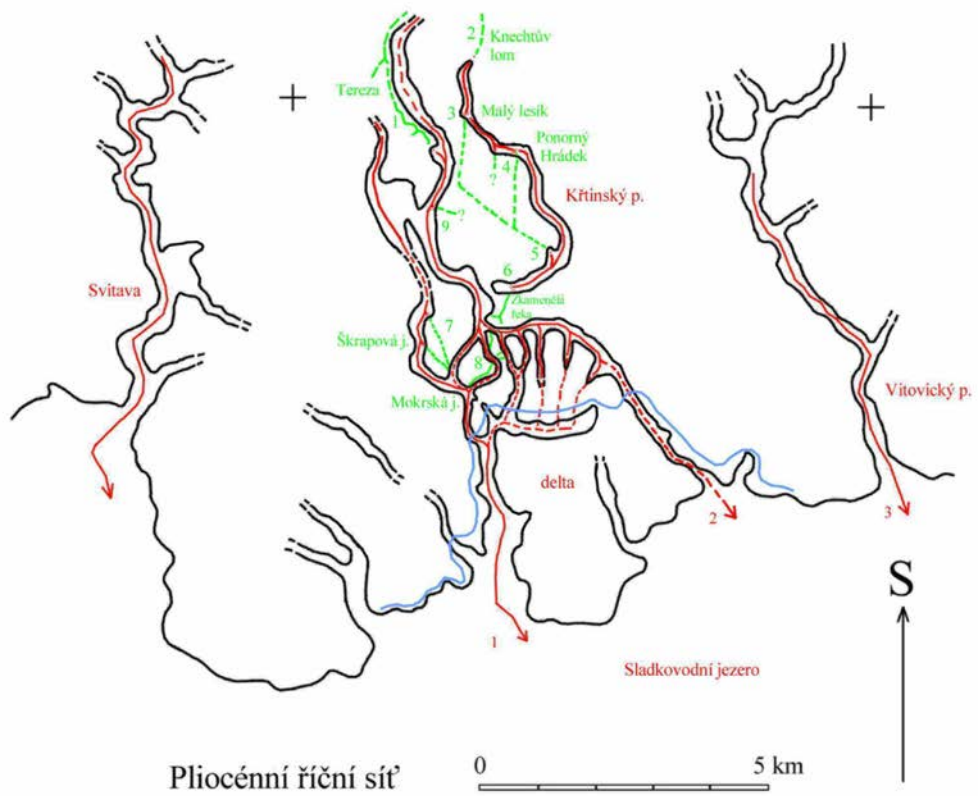 2
Knechtův
lom
Tereza
1
3
Malý lesík
Ponorný
Hrádek
4
?
Křtinský p.
9
?
5
6
Svitava
Zkamenělá
řeka
7
Škrapová j.
8
Mokrská j.
Vítovický p.
delta
2
3
S
1
Sladkovodní jezero
Pliocénní říční síť
0
5 km